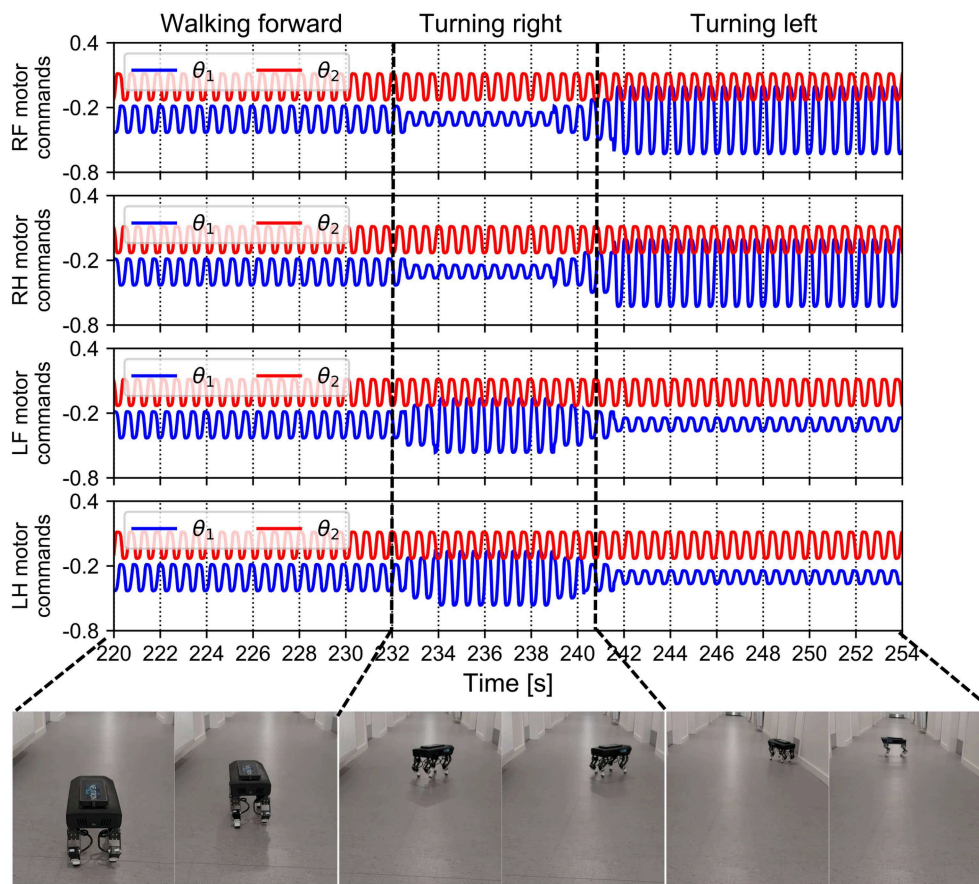 Walking forward Turning right Turning left
RF motor commands
0.4
-0.2
-0.8
θ1 θ2
RH motor commands
0.4
-0.2
-0.8
θ1 θ2
LF motor commands
0.4
-0.2
-0.8
θ1 θ2
LH motor commands
0.4
-0.2
-0.8
θ1 θ2
220 222 224 226 228 230 232 234 236 238 240 242 244 246 248 250 252 254
Time [s]